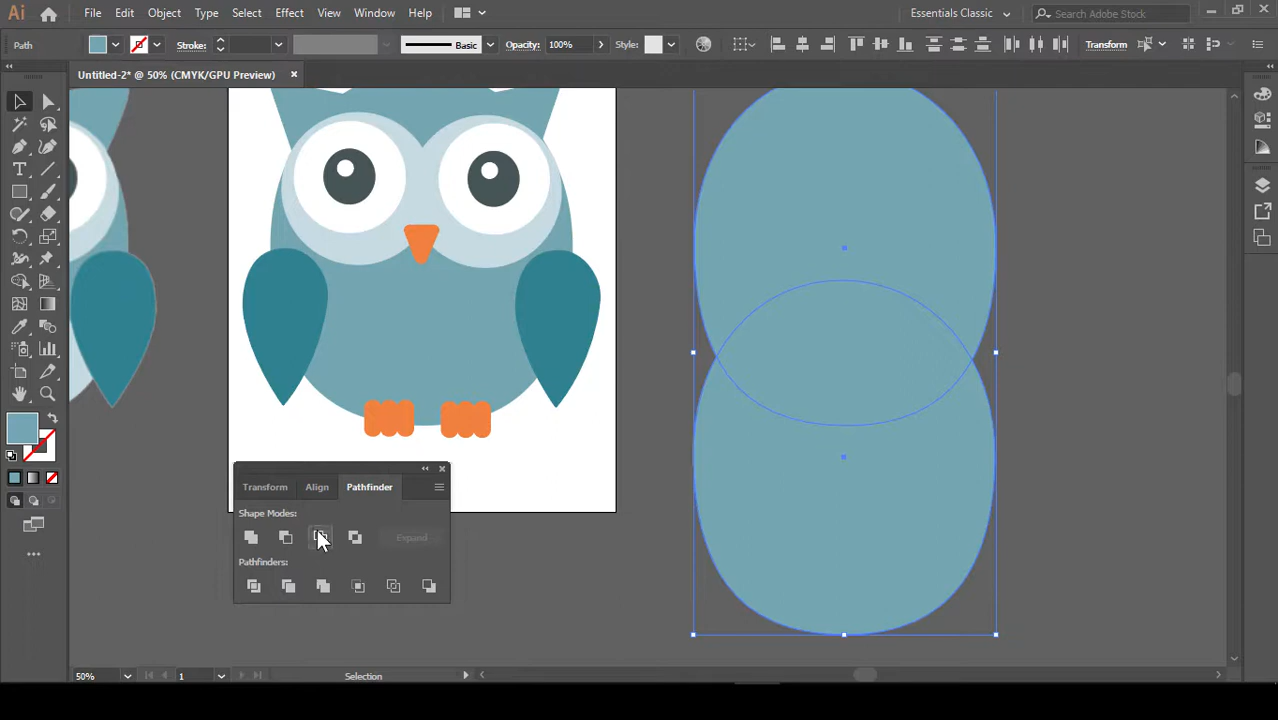 Ai File Edit Object Type Select Effect View Window Help Essentials Classic Search Adobe Stock
Path Stroke: Basic Opacity: 100% Style: Transform
Untitled-2* @ 50% (CMYK/GPU Preview)
Transform Align Pathfinder
Shape Modes:
Expand
Pathfinders:
50% 1 Selection